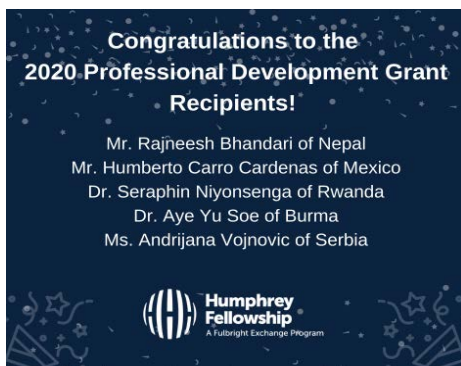 Congratulations to the
2020 Professional Development Grant
Recipients!
Mr. Rajneesh Bhandari of Nepal
Mr. Humberto Carro Cardenas of Mexico
Dr. Seraphin Niyonsenga of Rwanda
Dr. Aye Yu Soe of Burma
Ms. Andrijana Vojnovic of Serbia
Humphrey
Fellowship
A Fulbright Exchange Program